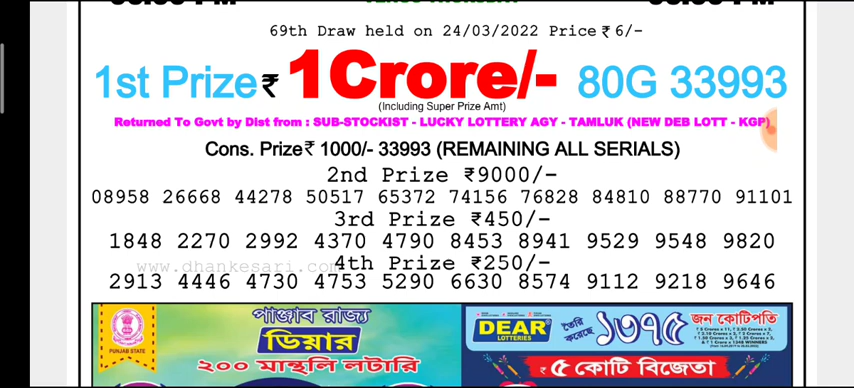 69th Draw held on 24/03/2022 Price ₹ 6/-
1st Prize ₹ 1Crore/- 80G 33993
(Including Super Prize Amt)
Returned To Govt by Dist from : SUB-STOCKIST - LUCKY LOTTERY AGY - TAMLUK (NEW DEB LOTT - KGP)
Cons. Prize ₹ 1000/- 33993 (REMAINING ALL SERIALS)
2nd Prize ₹9000/-
08958 26668 44278 50517 65372 74156 76828 84810 88770 91101
3rd Prize ₹450/-
1848 2270 2992 4370 4790 8453 8941 9529 9548 9820
www.dhankesari.com
4th Prize ₹250/-
2913 4446 4730 4753 5290 6630 8574 9112 9218 9646
PUNJAB STATE
পাঞ্জাব রাজ্য
ডিয়ার
২০০ মান্থলি লটারি
DEAR
LOTTERIES
তৈরি
করেছে
১৩৭৫
জন কোটিপতি
₹ ৫ কোটি বিজেতা